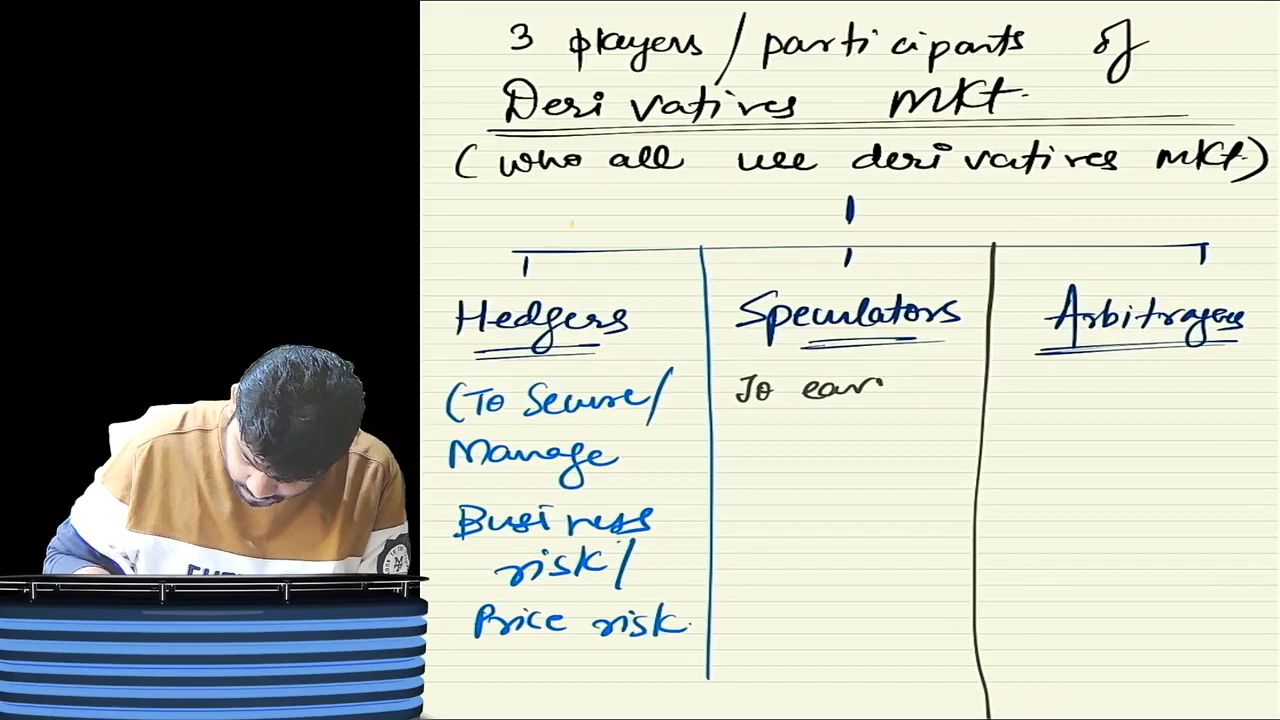 3 players/participants of
Derivatives MKt.
(who all use derivatives MKt.)
Hedgers
Speculators
Arbitragers
(To Secure/
Manage
Business
risk/
Price risk.
To earn